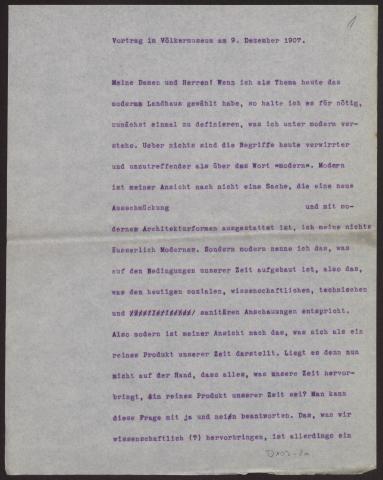 1
Vortrag im Völkermuseum am 9. Dezember 1907.
Meine Damen und Herren! Wenn ich als Thema heute das
moderne Landhaus gewählt habe, so halte ich es für nötig,
zunächst einmal zu definieren, was ich unter modern ver-
stehe. Ueber nichts sind die Begriffe heute verwirrter
und unzutreffender als über das Wort "modern". Modern
ist meiner Ansicht nach nicht eine Sache, die eine neue
Ausschmückung und mit mo-
dernen Architekturformen ausgestattet ist, ich meine nichts
äusserlich Modernes. Sondern modern nenne ich das, was
auf den Bedingungen unserer Zeit aufgebaut ist, also das,
was den heutigen sozialen, wissenschaftlichen, technischen
und sanitären Anschauungen entspricht.
Also modern ist meiner Ansicht nach das, was sich als ein
reines Produkt unserer Zeit darstellt. Liegt es denn nun
nicht auf der Hand, dass alles, was unsere Zeit hervor-
bringt, ein reines Produkt unserer Zeit sei? Man kann
diese Frage mit ja und nein beantworten. Das, was wir
wissenschaftlich (?) hervorbringen, ist allerdings ein